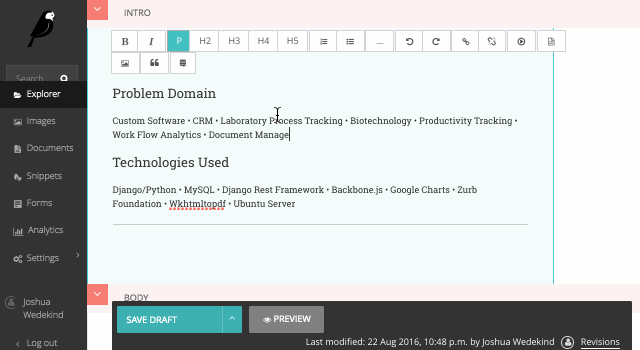 INTRO
B I P H2 H3 H4 H5
Search
Explorer
Images
Documents
Snippets
Forms
Analytics
Settings
Joshua
Wedekind
Log out
Problem Domain
Custom Software • CRM • Laboratory Process Tracking • Biotechnology • Productivity Tracking •
Work Flow Analytics • Document Manage
Technologies Used
Django/Python • MySQL • Django Rest Framework • Backbone.js • Google Charts • Zurb
Foundation • Wkhtmltopdf • Ubuntu Server
BODY
SAVE DRAFT
PREVIEW
Last modified: 22 Aug 2016, 10:48 p.m. by Joshua Wedekind
Revisions